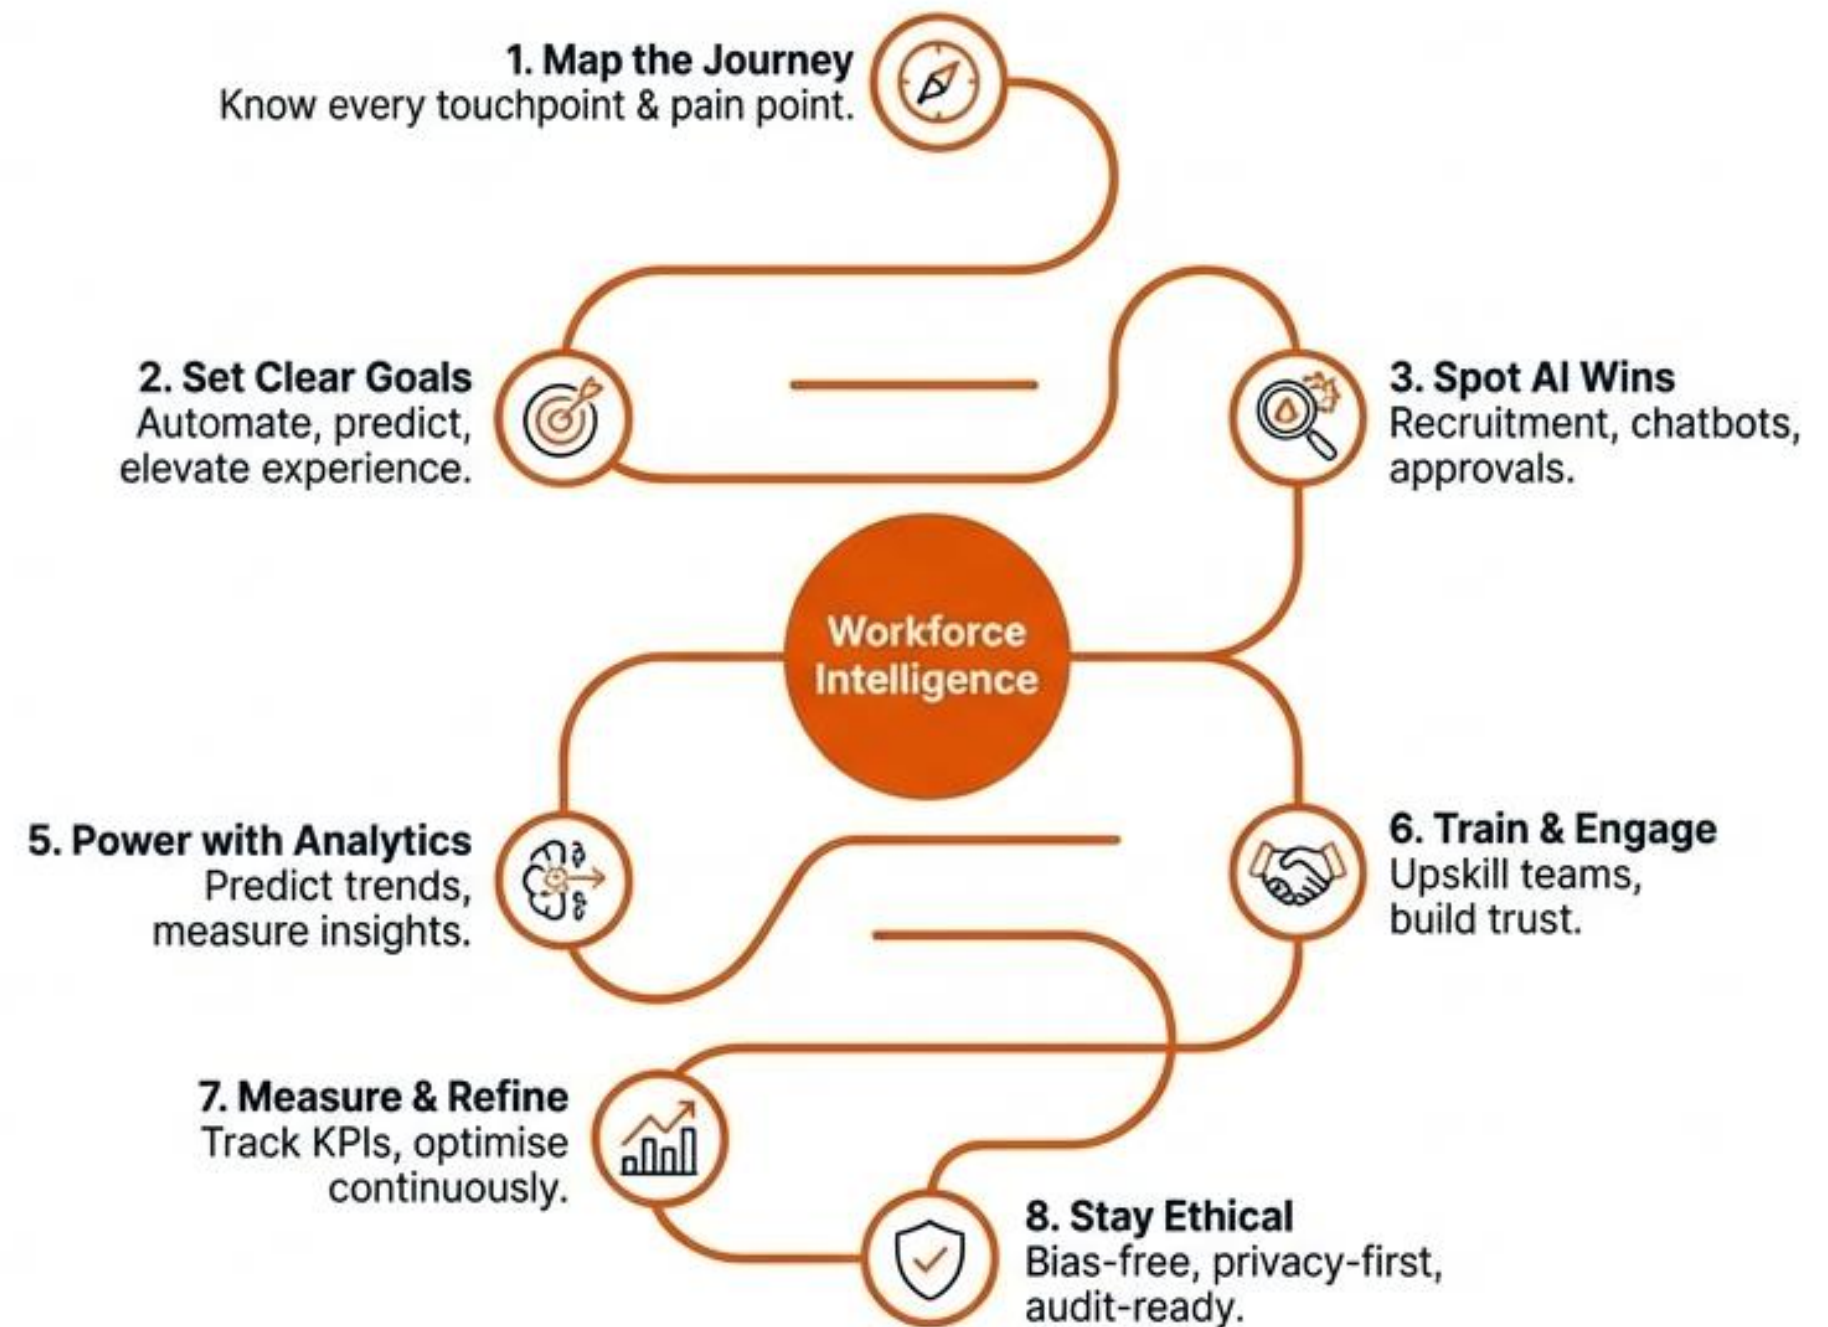 1. Map the Journey
Know every touchpoint & pain point.
2. Set Clear Goals
Automate, predict,
elevate experience.
3. Spot AI Wins
Recruitment, chatbots,
approvals.
Workforce
Intelligence
5. Power with Analytics
Predict trends,
measure insights.
6. Train & Engage
Upskill teams,
build trust.
7. Measure & Refine
Track KPIs, optimise
continuously.
8. Stay Ethical
Bias-free, privacy-first,
audit-ready.